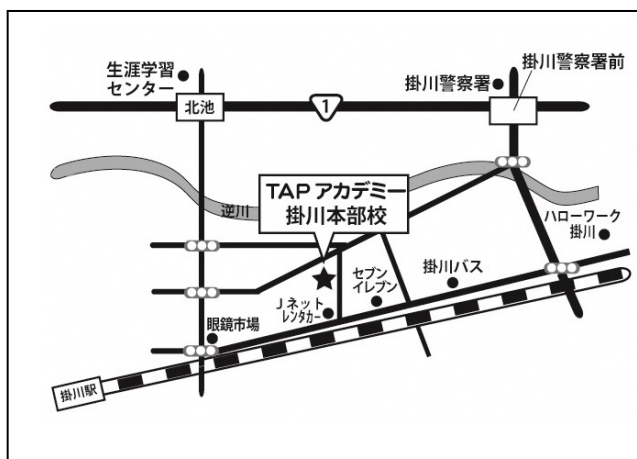 生涯学習
センター
北池
1
掛川警察署
掛川警察署前
逆川
TAPアカデミー
掛川本部校
ハローワーク
掛川
掛川バス
セブン
イレブン
Jネット
レンタカー
眼鏡市場
掛川駅